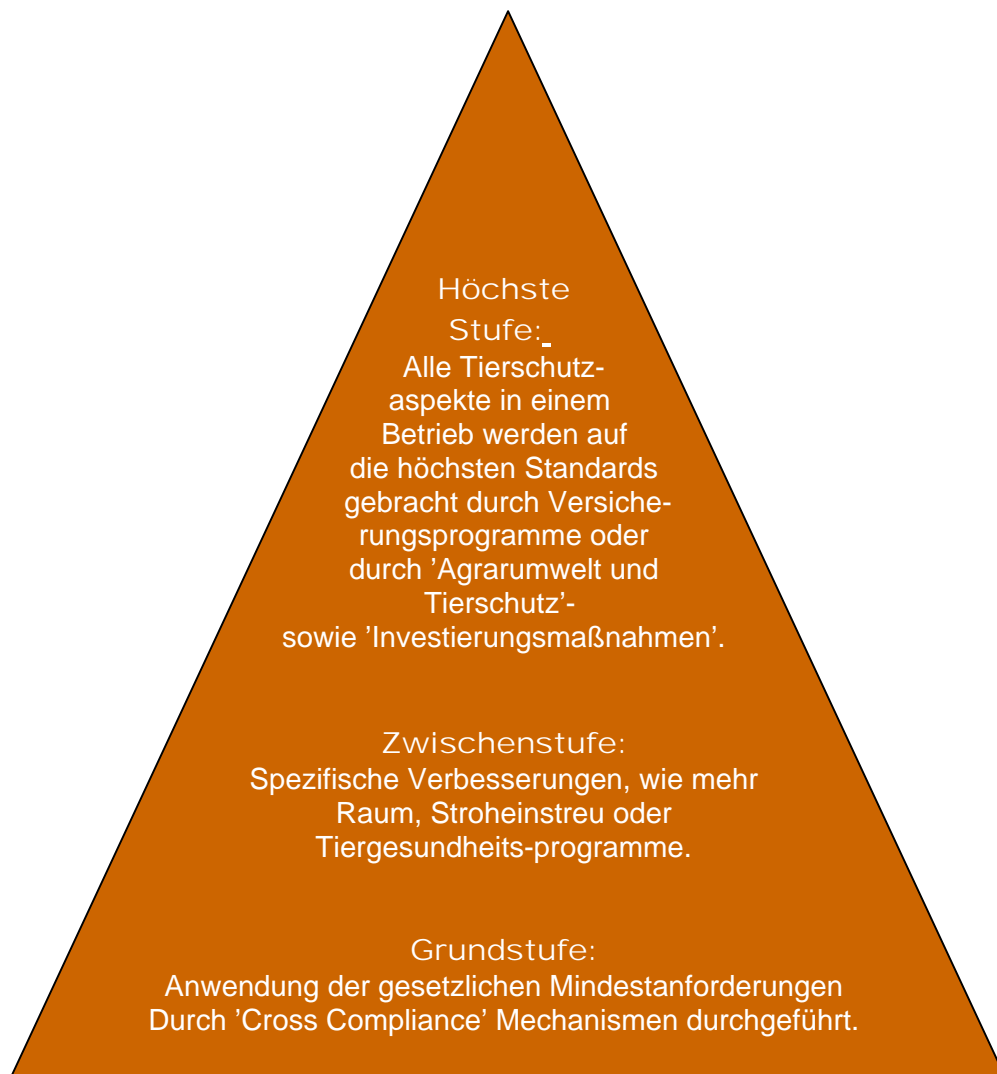 Höchste
Stufe:
Alle Tierschutz-
aspekte in einem
Betrieb werden auf
die höchsten Standards
gebracht durch Versiche-
rungsprogramme oder
durch ’Agrarumwelt und
Tierschutz’-
sowie ’Investierungsmaßnahmen’.
Zwischenstufe:
Spezifische Verbesserungen, wie mehr
Raum, Stroheinstreu oder
Tiergesundheits-programme.
Grundstufe:
Anwendung der gesetzlichen Mindestanforderungen
Durch ’Cross Compliance’ Mechanismen durchgeführt.